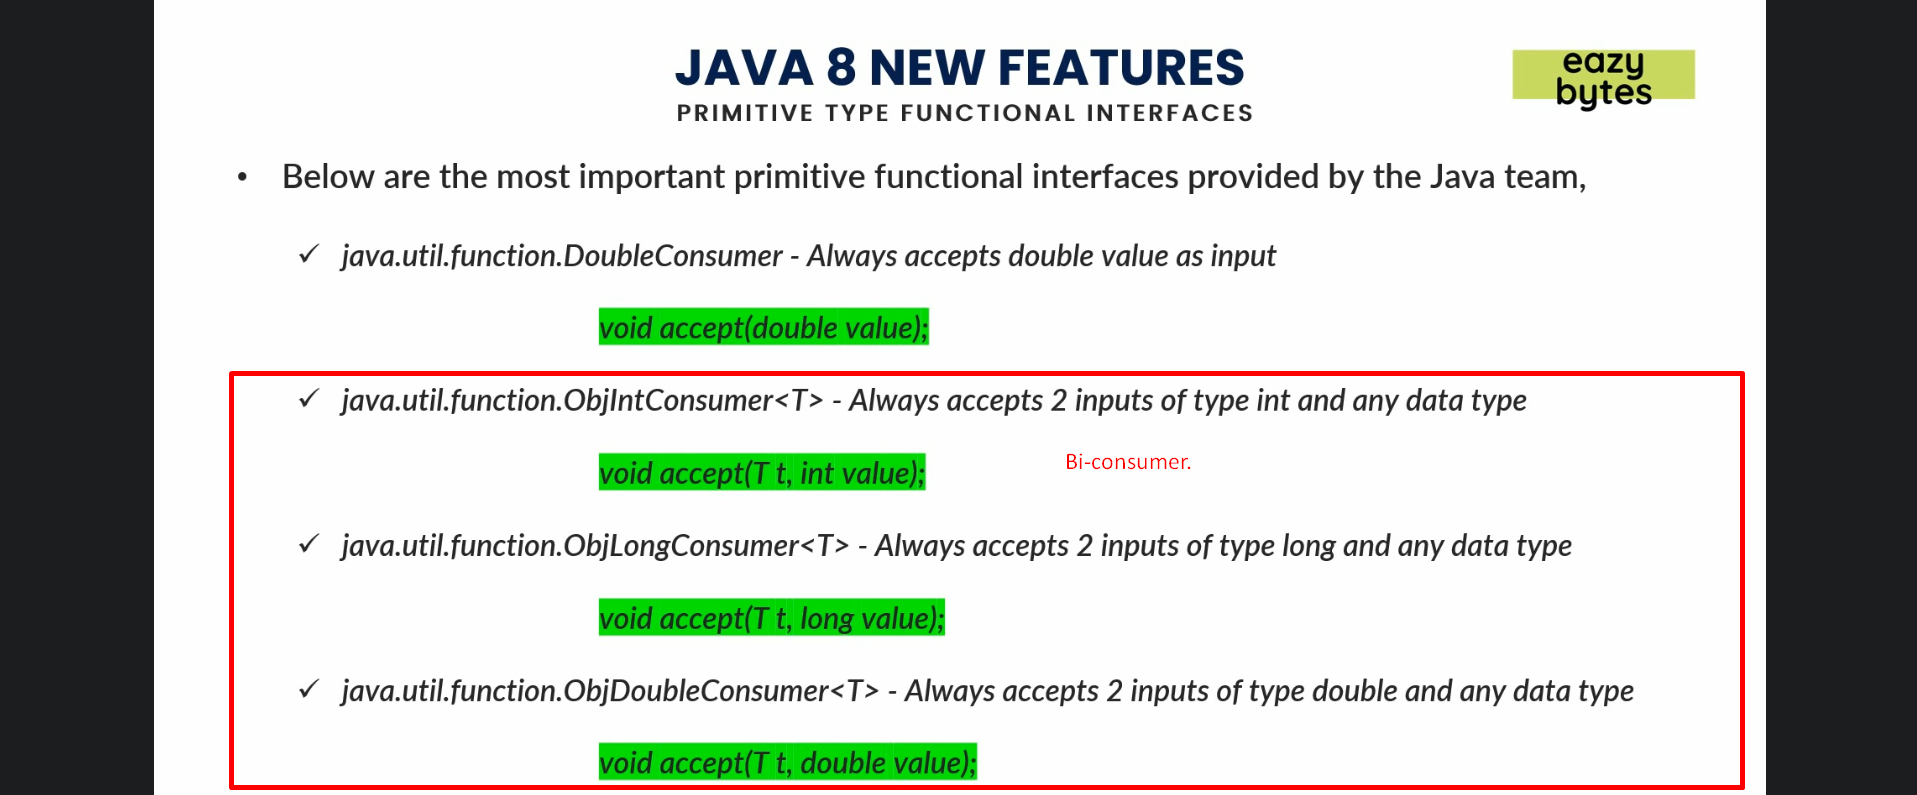 JAVA 8 NEW FEATURES
PRIMITIVE TYPE FUNCTIONAL INTERFACES
eazy
bytes
• Below are the most important primitive functional interfaces provided by the Java team,
✓ java.util.function.DoubleConsumer - Always accepts double value as input
void accept(double value);
✓ java.util.function.ObjIntConsumer<T> - Always accepts 2 inputs of type int and any data type
void accept(T t, int value);
Bi-consumer.
✓ java.util.function.ObjLongConsumer<T> - Always accepts 2 inputs of type long and any data type
void accept(T t, long value);
✓ java.util.function.ObjDoubleConsumer<T> - Always accepts 2 inputs of type double and any data type
void accept(T t, double value);